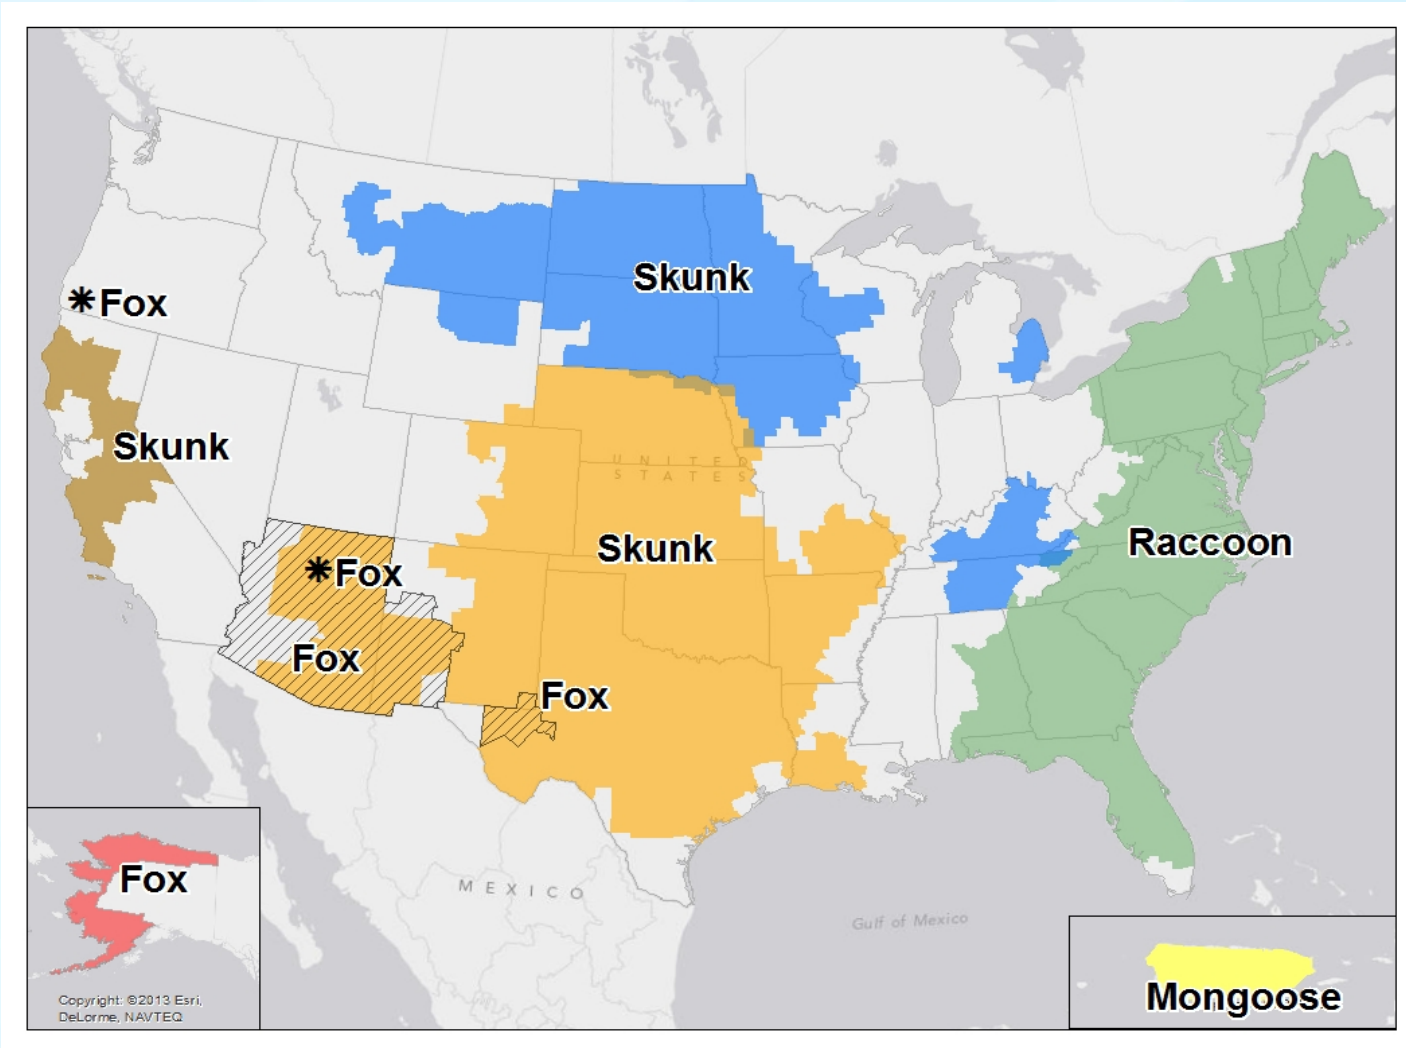 Skunk
✱Fox
Skunk
UNITED
STATES
Skunk
Raccoon
✱Fox
Fox
Fox
Fox
MEXICO
Gulf of Mexico
Mongoose
Copyright: ©2013 Esri,
DeLorme, NAVTEQ